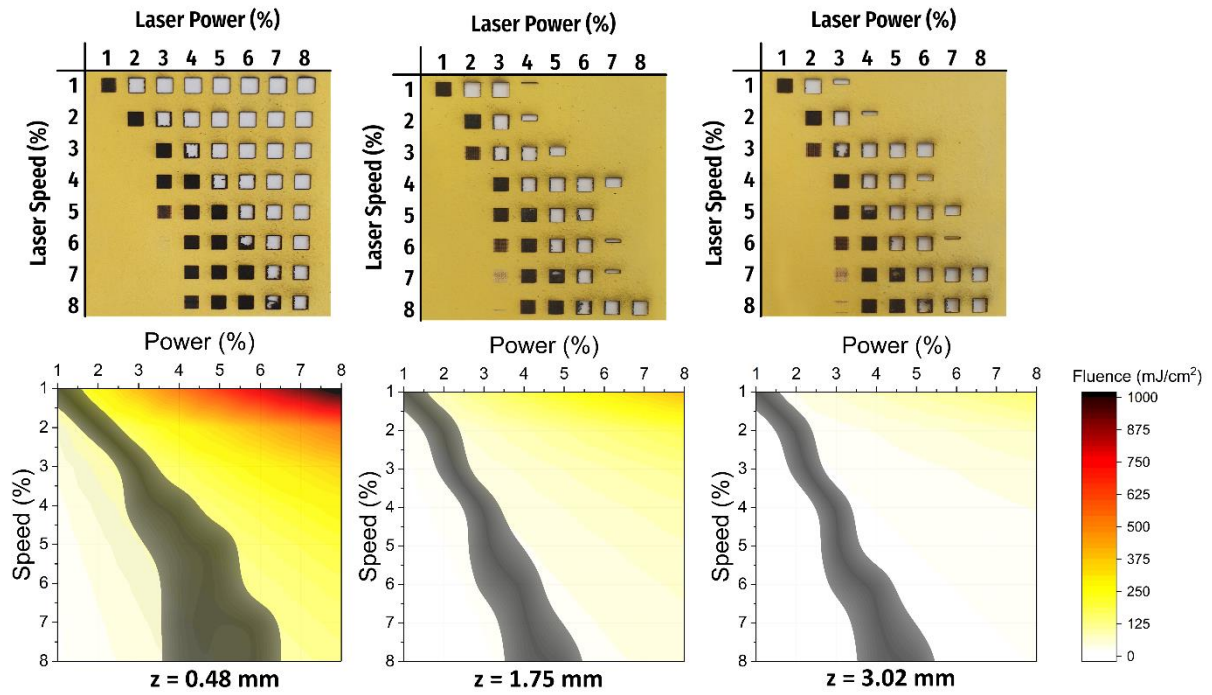 Laser Power (%)
1 2 3 4 5 6 7 8
Laser Speed (%)
1
2
3
4
5
6
7
8
Laser Power (%)
1 2 3 4 5 6 7 8
Laser Speed (%)
1
2
3
4
5
6
7
8
Laser Power (%)
1 2 3 4 5 6 7 8
Laser Speed (%)
1
2
3
4
5
6
7
8
Power (%)
1 2 3 4 5 6 7 8
Speed (%)
1
2
3
4
5
6
7
8
z = 0.48 mm
Power (%)
1 2 3 4 5 6 7 8
Speed (%)
1
2
3
4
5
6
7
8
z = 1.75 mm
Power (%)
1 2 3 4 5 6 7 8
Speed (%)
1
2
3
4
5
6
7
8
z = 3.02 mm
Fluence (mJ/cm²)
1000
875
750
625
500
375
250
125
0